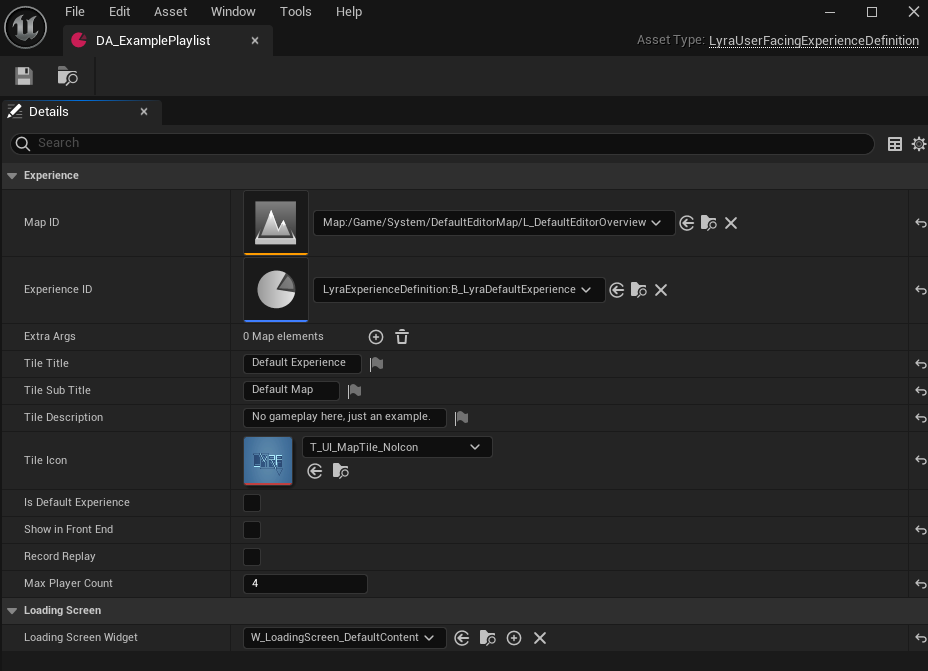 File Edit Asset Window Tools Help
DA_ExamplePlaylist
Asset Type: LyraUserFacingExperienceDefinition
Details
Search
Experience
Map ID
Map:/Game/System/DefaultEditorMap/L_DefaultEditorOverview
Experience ID
LyraExperienceDefinition:B_LyraDefaultExperience
Extra Args
0 Map elements
Tile Title
Default Experience
Tile Sub Title
Default Map
Tile Description
No gameplay here, just an example.
Tile Icon
T_UI_MapTile_NoIcon
Is Default Experience
Show in Front End
Record Replay
Max Player Count
4
Loading Screen
Loading Screen Widget
W_LoadingScreen_DefaultContent